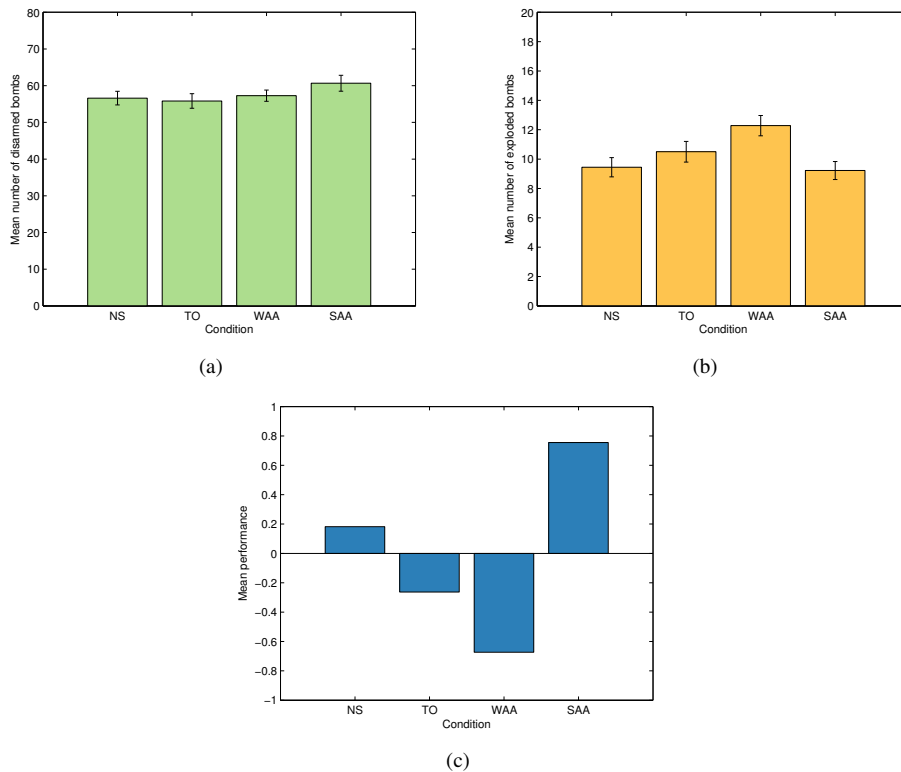 80
70
60
50
40
30
20
10
0
Mean number of disarmed bombs
NS TO WAA SAA
Condition
(a)
20
18
16
14
12
10
8
6
4
2
0
Mean number of exploded bombs
NS TO WAA SAA
Condition
(b)
1
0.8
0.6
0.4
0.2
0
−0.2
−0.4
−0.6
−0.8
−1
Mean performance
NS TO WAA SAA
Condition
(c)